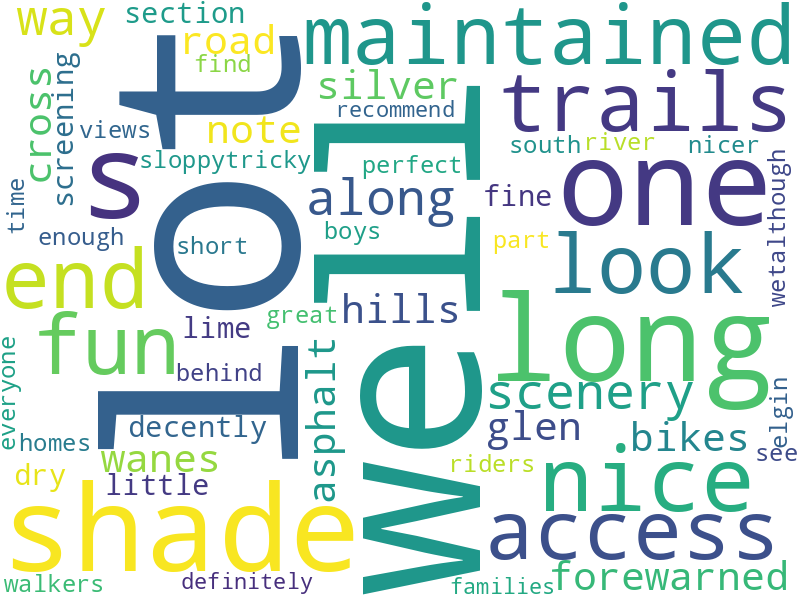 way
section
road
find
maintained
cross
screening
views
note
silver
recommend
trails
lot
well
s
sloppytricky
perfect
south
river
nicer
time
enough
short
along
boys
fine
one
wetalthough
part
look
end
fun
lime
great
hills
long
everyone
behind
asphalt
scenery
homes
decently
glen
bikes
elgin
see
wanes
dry
little
riders
nice
shade
access
walkers
definitely
families
forewarned